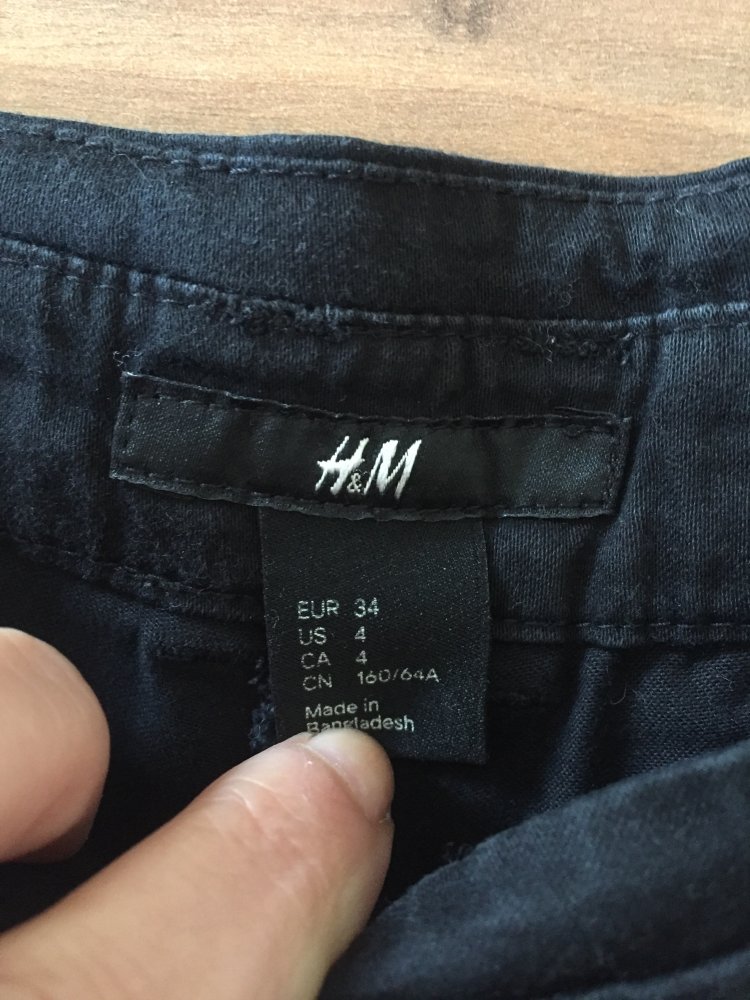 H&M
EUR 34
US 4
CA 4
CN 160/64A
Made in
Bangladesh